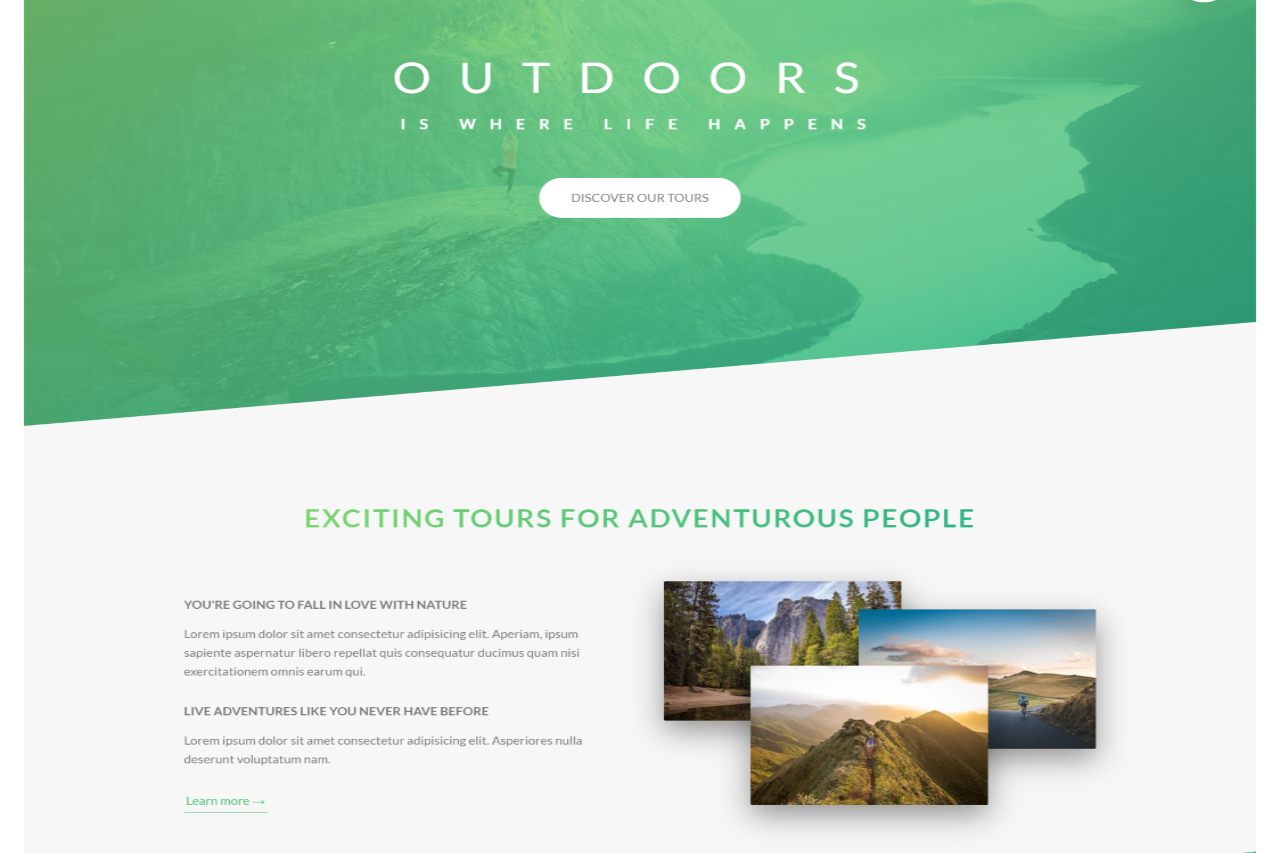 OUTDOORS
IS WHERE LIFE HAPPENS
DISCOVER OUR TOURS
EXCITING TOURS FOR ADVENTUROUS PEOPLE
YOU'RE GOING TO FALL IN LOVE WITH NATURE
Lorem ipsum dolor sit amet consectetur adipisicing elit. Aperiam, ipsum
sapiente aspernatur libero repellat quis consequatur ducimus quam nisi
exercitationem omnis earum qui.
LIVE ADVENTURES LIKE YOU NEVER HAVE BEFORE
Lorem ipsum dolor sit amet consectetur adipisicing elit. Asperiores nulla
deserunt voluptatum nam.
Learn more →